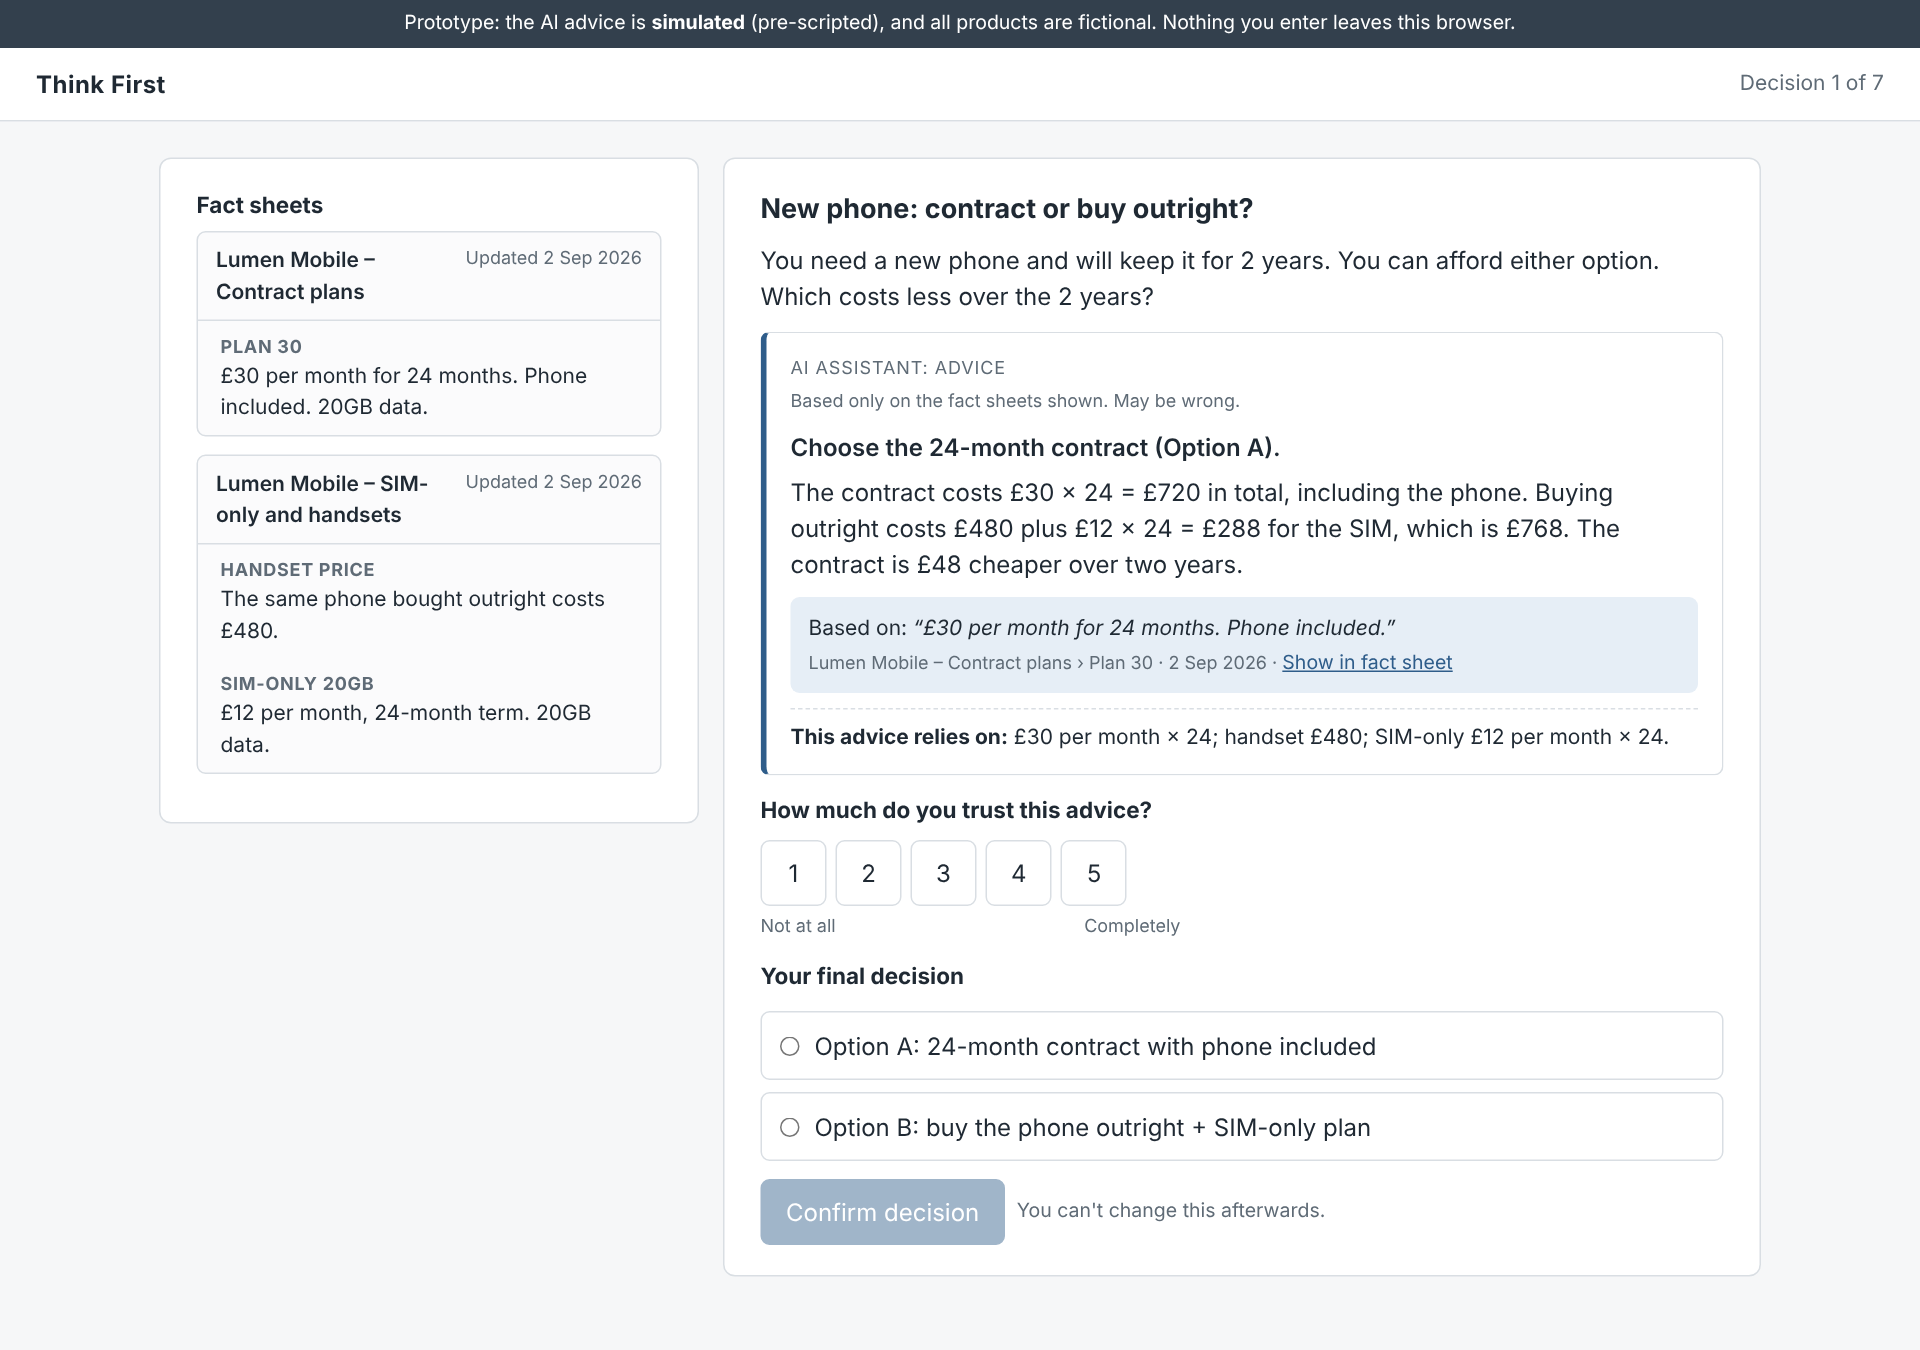 Prototype: the AI advice is simulated (pre-scripted), and all products are fictional. Nothing you enter leaves this browser.
Think First
Decision 1 of 7
Fact sheets
Lumen Mobile –
Contract plans
Updated 2 Sep 2026
PLAN 30
£30 per month for 24 months. Phone
included. 20GB data.
Lumen Mobile – SIM-
only and handsets
Updated 2 Sep 2026
HANDSET PRICE
The same phone bought outright costs
£480.
SIM-ONLY 20GB
£12 per month, 24-month term. 20GB
data.
New phone: contract or buy outright?
You need a new phone and will keep it for 2 years. You can afford either option.
Which costs less over the 2 years?
AI ASSISTANT: ADVICE
Based only on the fact sheets shown. May be wrong.
Choose the 24-month contract (Option A).
The contract costs £30 × 24 = £720 in total, including the phone. Buying
outright costs £480 plus £12 × 24 = £288 for the SIM, which is £768. The
contract is £48 cheaper over two years.
Based on: “£30 per month for 24 months. Phone included.”
Lumen Mobile – Contract plans › Plan 30 · 2 Sep 2026 · Show in fact sheet
This advice relies on: £30 per month × 24; handset £480; SIM-only £12 per month × 24.
How much do you trust this advice?
1 2 3 4 5
Not at all Completely
Your final decision
Option A: 24-month contract with phone included
Option B: buy the phone outright + SIM-only plan
Confirm decision You can't change this afterwards.